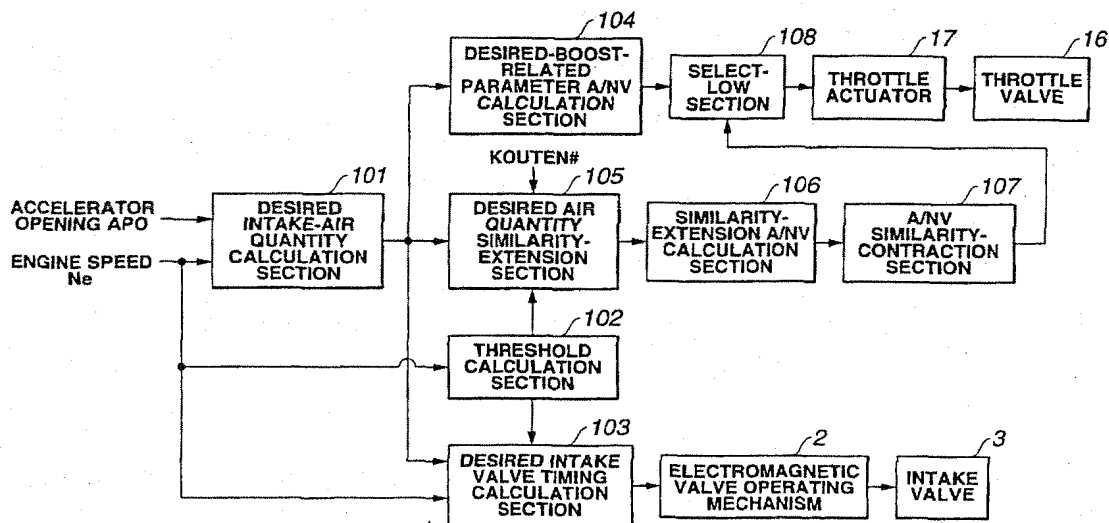 104
DESIRED-BOOST-
RELATED
PARAMETER A/NV
CALCULATION
SECTION
108
SELECT-
LOW
SECTION
17
THROTTLE
ACTUATOR
16
THROTTLE
VALVE
KOUTEN#
ACCELERATOR
OPENING APO
ENGINE SPEED
Ne
101
DESIRED
INTAKE-AIR
QUANTITY
CALCULATION
SECTION
105
DESIRED AIR
QUANTITY
SIMILARITY-
EXTENSION
SECTION
106
SIMILARITY-
EXTENSION A/NV
CALCULATION
SECTION
107
A/NV
SIMILARITY-
CONTRACTION
SECTION
102
THRESHOLD
CALCULATION
SECTION
103
DESIRED INTAKE
VALVE TIMING
CALCULATION
SECTION
2
ELECTROMAGNETIC
VALVE OPERATING
MECHANISM
3
INTAKE
VALVE